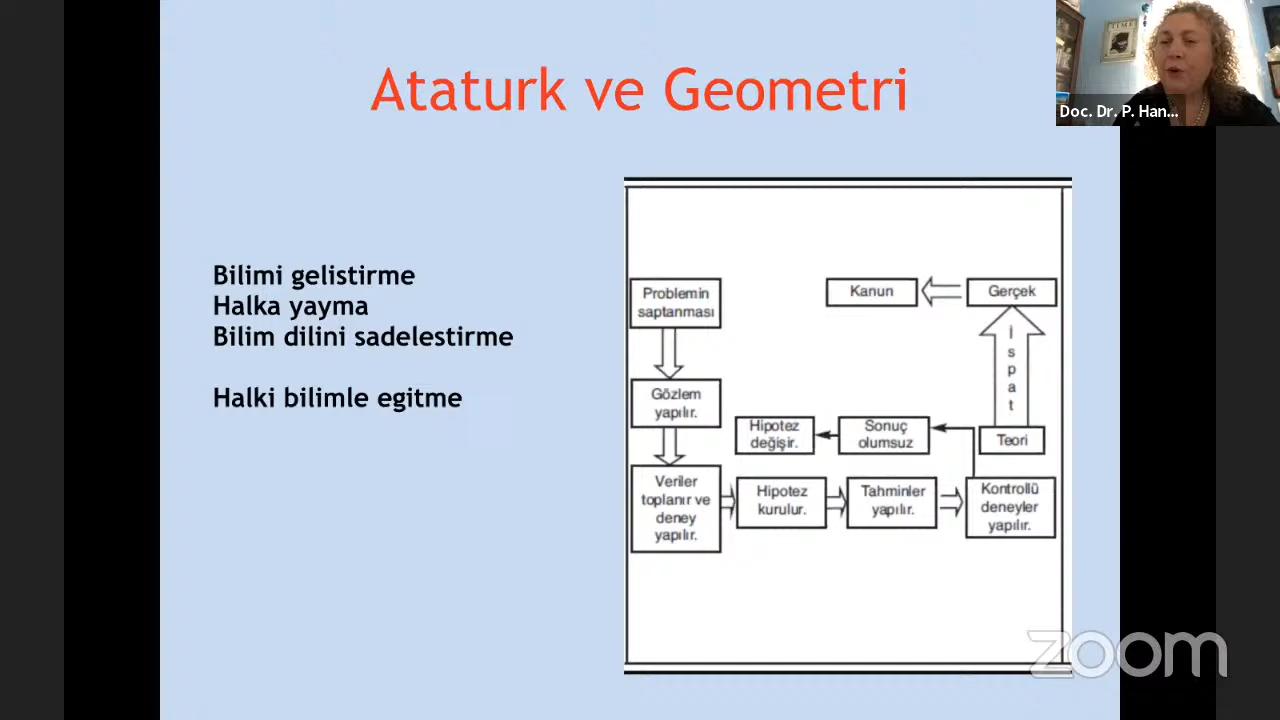 Ataturk ve Geometri
Doc. Dr. P. Han...
TIME
Bilimi gelistirme
Halka yayma
Bilim dilini sadelestirme
Halki bilimle egitme
Problemin
saptanması
Gözlem
yapılır.
Veriler
toplanır ve
deney
yapılır.
Hipotez
kurulur.
Tahminler
yapılır.
Kontrollü
deneyler
yapılır.
Sonuç
olumsuz
Hipotez
değişir.
Teori
İspat
Gerçek
Kanun
zoom